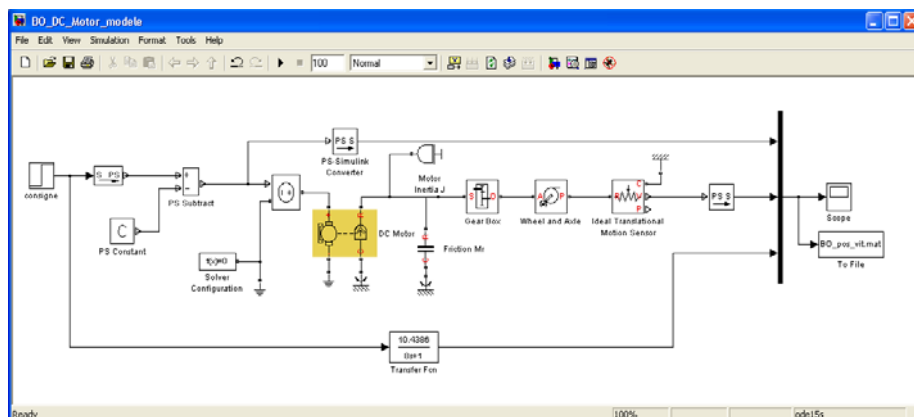 BO_DC_Motor_modele
File Edit View Simulation Format Tools Help
100 Normal
consigne
S PS
PS Constant
C
+
-
PS Subtract
f(x)=0
Solver
Configuration
PS S
PS-Simulink
Converter
Motor
Inertia J
DC Motor
Friction Mr
S O
Gear Box
A P
Wheel and Axle
R C V P
Ideal Translational
Motion Sensor
PS S
Scope
BO_pos_vit.mat
To File
10.4386
Transfer Fcn
Ready 100% ode15s